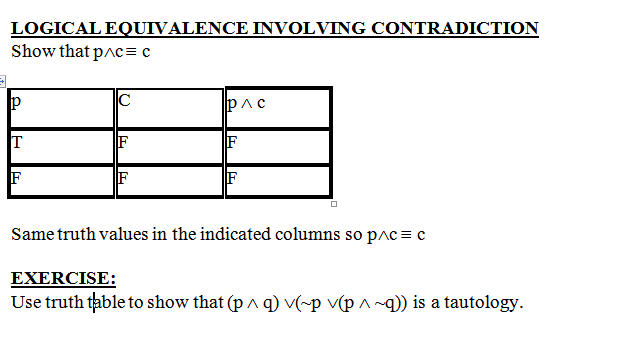 LOGICAL EQUIVALENCE INVOLVING CONTRADICTION
Show that p∧c≡ c
p C p ∧ c
T F F
F F F
Same truth values in the indicated columns so p∧c ≡ c
EXERCISE:
Use truth table to show that (p ∧ q) ∨(~p ∨(p ∧ ~q)) is a tautology.